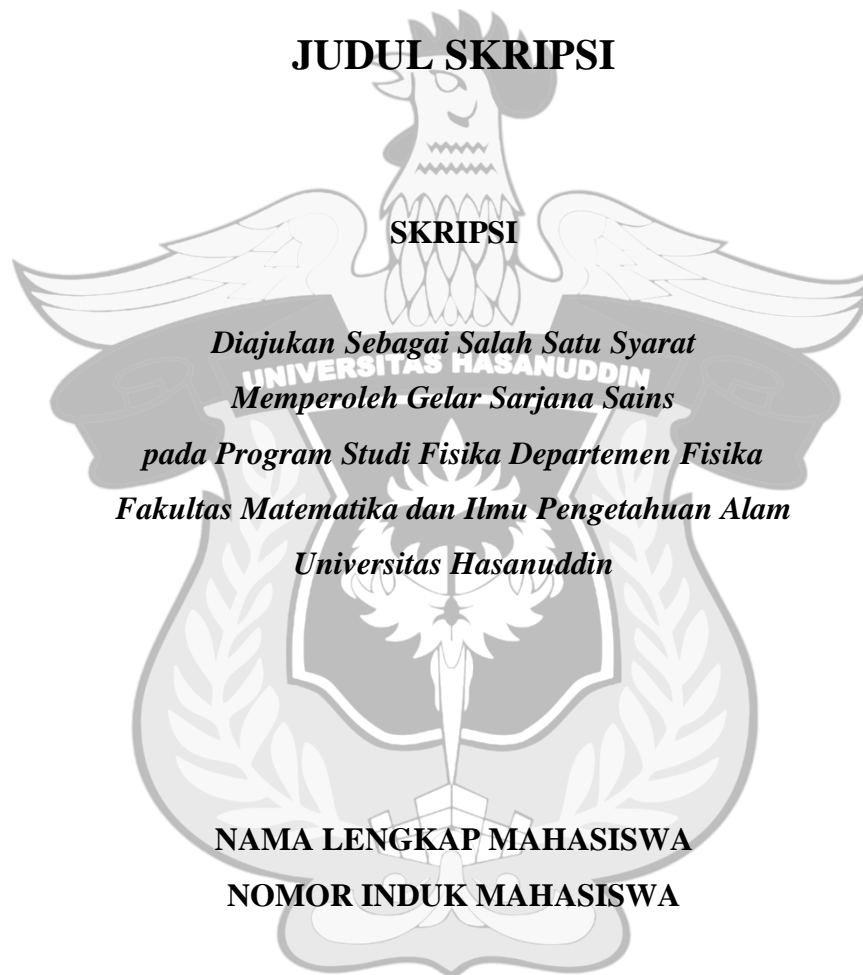 JUDUL SKRIPSI
SKRIPSI
Diajukan Sebagai Salah Satu Syarat
UNIVERSITAS HASANUDDIN
Memperoleh Gelar Sarjana Sains
pada Program Studi Fisika Departemen Fisika
Fakultas Matematika dan Ilmu Pengetahuan Alam
Universitas Hasanuddin
NAMA LENGKAP MAHASISWA
NOMOR INDUK MAHASISWA